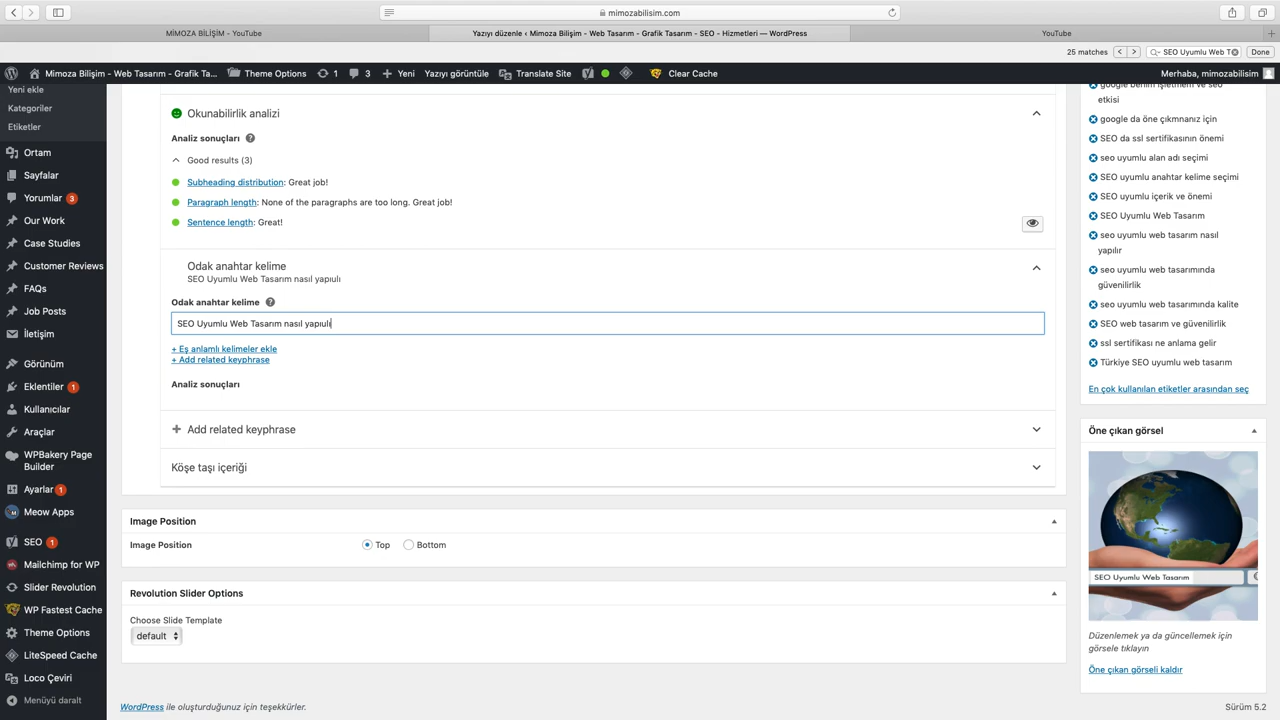 mimozabilisim.com
MİMOZA BİLİŞİM - YouTube
Yazıyı düzenle ‹ Mimoza Bilişim - Web Tasarım - Grafik Tasarım - SEO - Hizmetleri — WordPress
YouTube
25 matches
SEO Uyumlu Web T
Done
Mimoza Bilişim - Web Tasarım - Grafik Ta...
Theme Options
1
3
Yeni
Yazıyı görüntüle
Translate Site
Clear Cache
Merhaba, mimozabilisim
Yeni ekle
Kategoriler
Etiketler
Ortam
Sayfalar
Yorumlar 3
Our Work
Case Studies
Customer Reviews
FAQs
Job Posts
İletişim
Görünüm
Eklentiler 1
Kullanıcılar
Araçlar
WPBakery Page
Builder
Ayarlar 1
Meow Apps
SEO 1
Mailchimp for WP
Slider Revolution
WP Fastest Cache
Theme Options
LiteSpeed Cache
Loco Çeviri
Menüyü daralt
Okunabilirlik analizi
Analiz sonuçları
Good results (3)
Subheading distribution: Great job!
Paragraph length: None of the paragraphs are too long. Great job!
Sentence length: Great!
Odak anahtar kelime
SEO Uyumlu Web Tasarım nasıl yapıulı
Odak anahtar kelime
SEO Uyumlu Web Tasarım nasıl yapıulı
+ Eş anlamlı kelimeler ekle
+ Add related keyphrase
Analiz sonuçları
Add related keyphrase
Köşe taşı içeriği
Image Position
Image Position
Top
Bottom
Revolution Slider Options
Choose Slide Template
default
WordPress ile oluşturduğunuz için teşekkürler.
google benim işletmem ve seo
etkisi
google da öne çıkmnanız için
SEO da ssl sertifikasının önemi
seo uyumlu alan adı seçimi
SEO uyumlu anahtar kelime seçimi
SEO uyumlu içerik ve önemi
SEO Uyumlu Web Tasarım
seo uyumlu web tasarım nasıl
yapılır
seo uyumlu web tasarımında
güvenilirlik
seo uyumlu web tasarımında kalite
SEO web tasarım ve güvenilirlik
ssl sertifikası ne anlama gelir
Türkiye SEO uyumlu web tasarım
En çok kullanılan etiketler arasından seç
Öne çıkan görsel
SEO Uyumlu Web Tasarım
Düzenlemek ya da güncellemek için
görsele tıklayın
Öne çıkan görseli kaldır
Sürüm 5.2